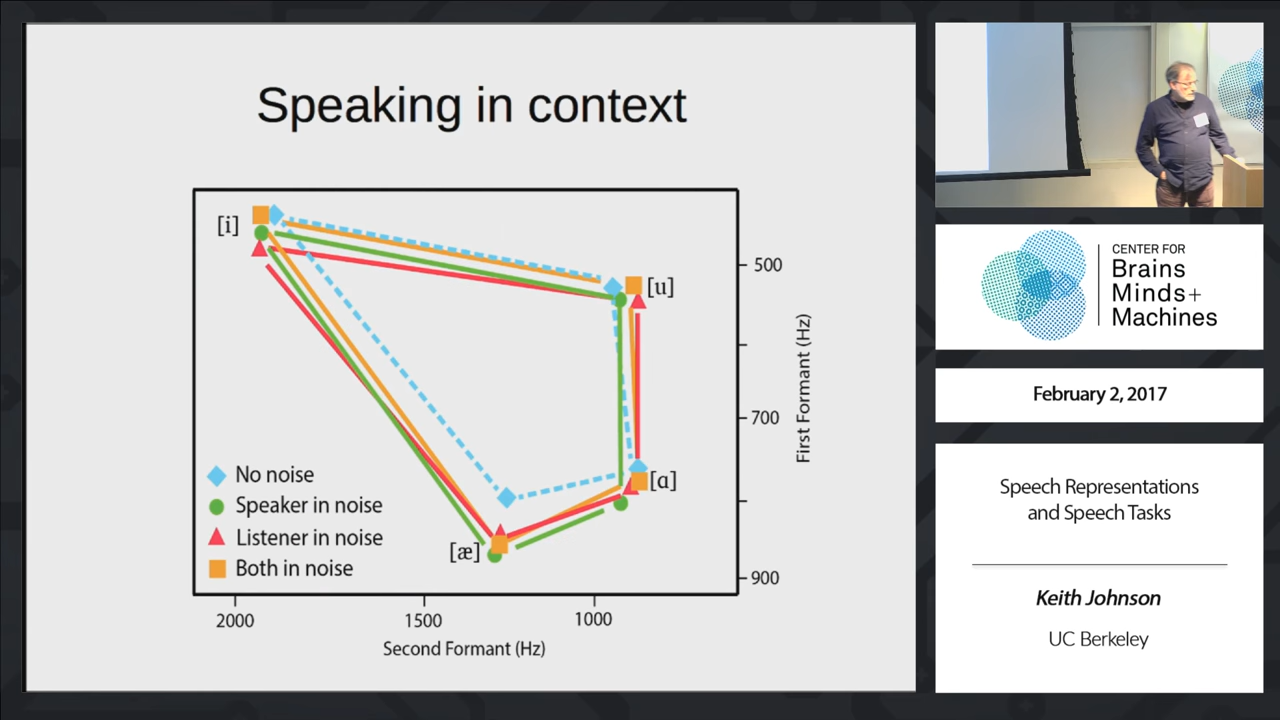 Speaking in context
[i]
[u]
[ɑ]
[æ]
No noise
Speaker in noise
Listener in noise
Both in noise
500
700
900
First Formant (Hz)
2000
1500
1000
Second Formant (Hz)
CENTER FOR
Brains
Minds+
Machines
February 2, 2017
Speech Representations
and Speech Tasks
Keith Johnson
UC Berkeley